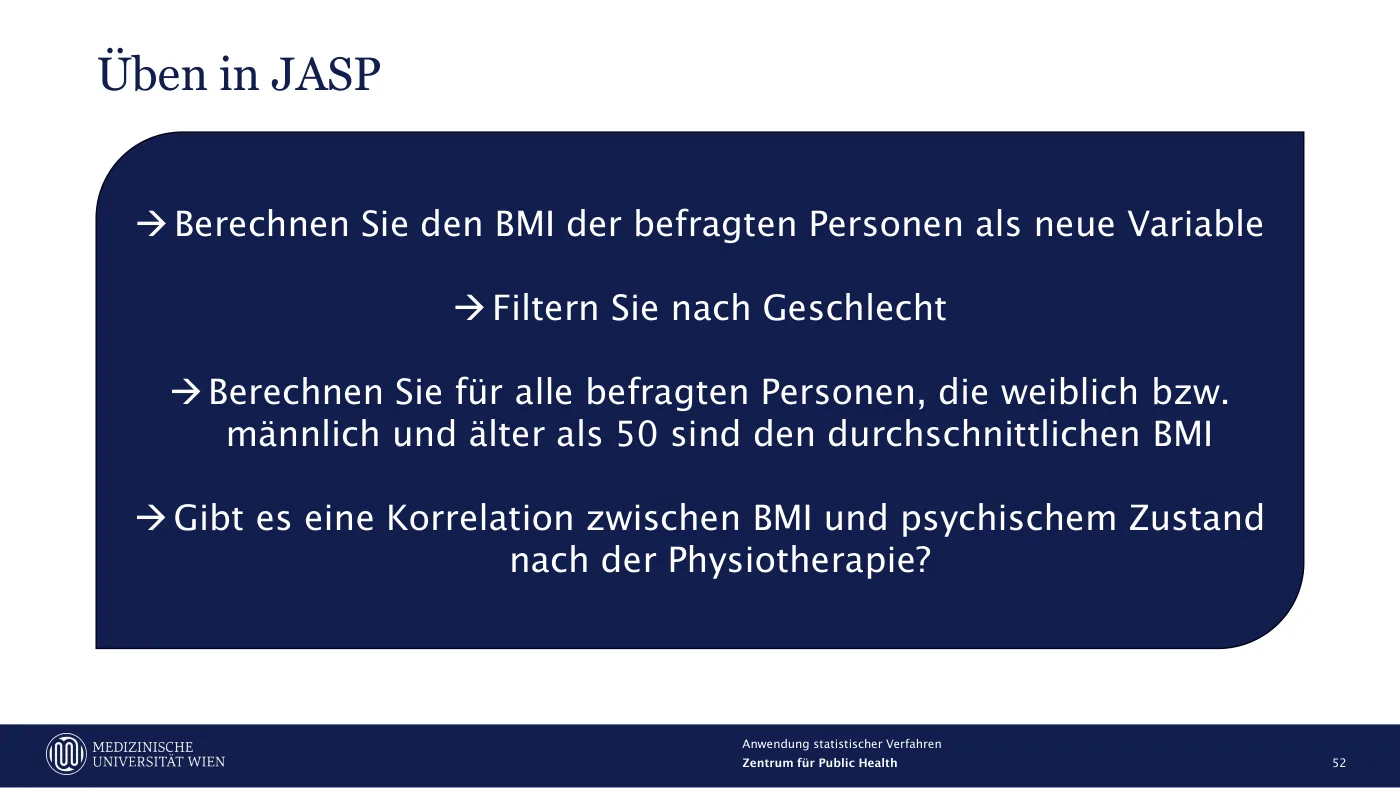 Üben in JASP
→ Berechnen Sie den BMI der befragten Personen als neue Variable
→ Filtern Sie nach Geschlecht
→ Berechnen Sie für alle befragten Personen, die weiblich bzw.
männlich und älter als 50 sind den durchschnittlichen BMI
→ Gibt es eine Korrelation zwischen BMI und psychischem Zustand
nach der Physiotherapie?
MEDIZINISCHE
UNIVERSITÄT WIEN
Anwendung statistischer Verfahren
Zentrum für Public Health
52